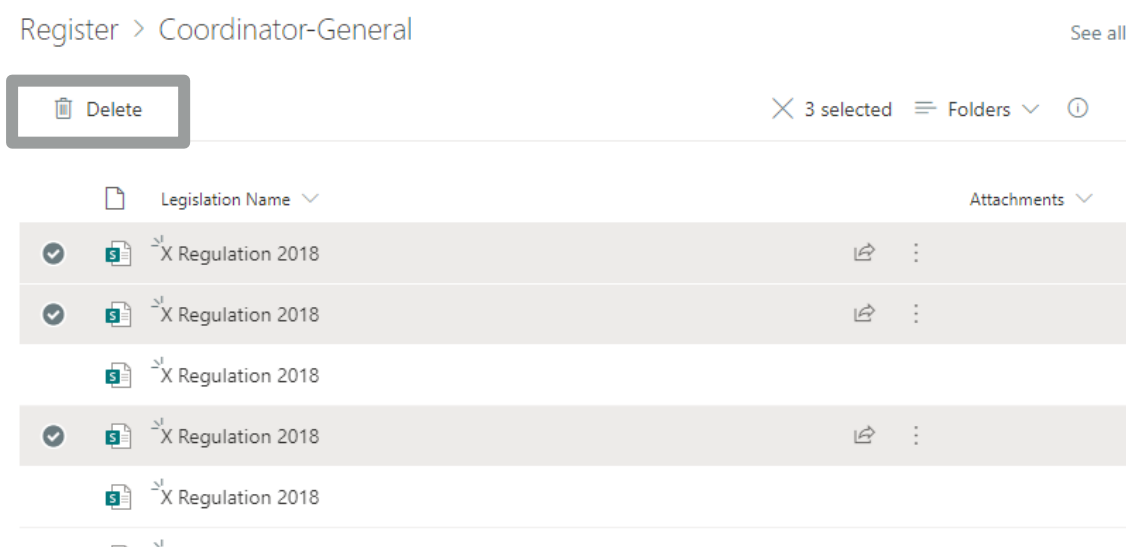 Register > Coordinator-General
See all
Delete
3 selected
Folders
Legislation Name
Attachments
X Regulation 2018
X Regulation 2018
X Regulation 2018
X Regulation 2018
X Regulation 2018